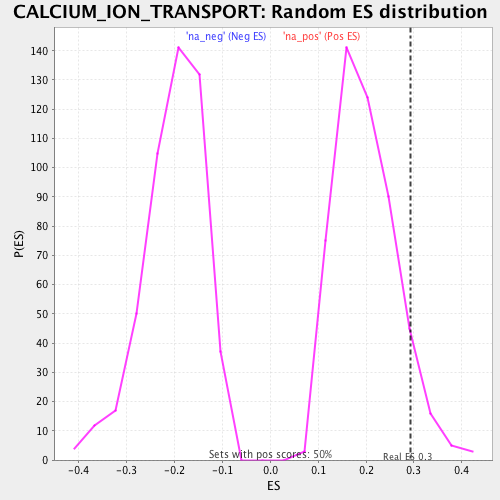 CALCIUM_ION_TRANSPORT: Random ES distribution
'na_neg' (Neg ES) 'na_pos' (Pos ES)
140
130
120
110
100
90
80
70
60
50
40
30
20
10
0
P(ES)
Sets with pos scores: 50%
Real ES 0.3
-0.4 -0.3 -0.2 -0.1 0.0 0.1 0.2 0.3 0.4
ES